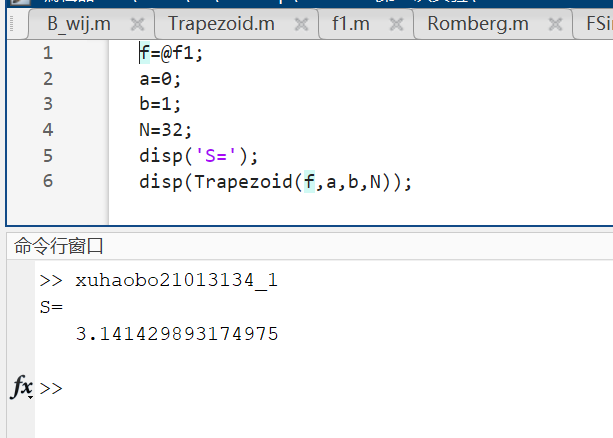 B_wij.m Trapezoid.m f1.m Romberg.m FSi
1 f=@f1;
2 a=0;
3 b=1;
4 N=32;
5 disp('S=');
6 disp(Trapezoid(f,a,b,N));
命令行窗口
>> xuhaobo21013134_1
S=
3.141429893174975
fx >>